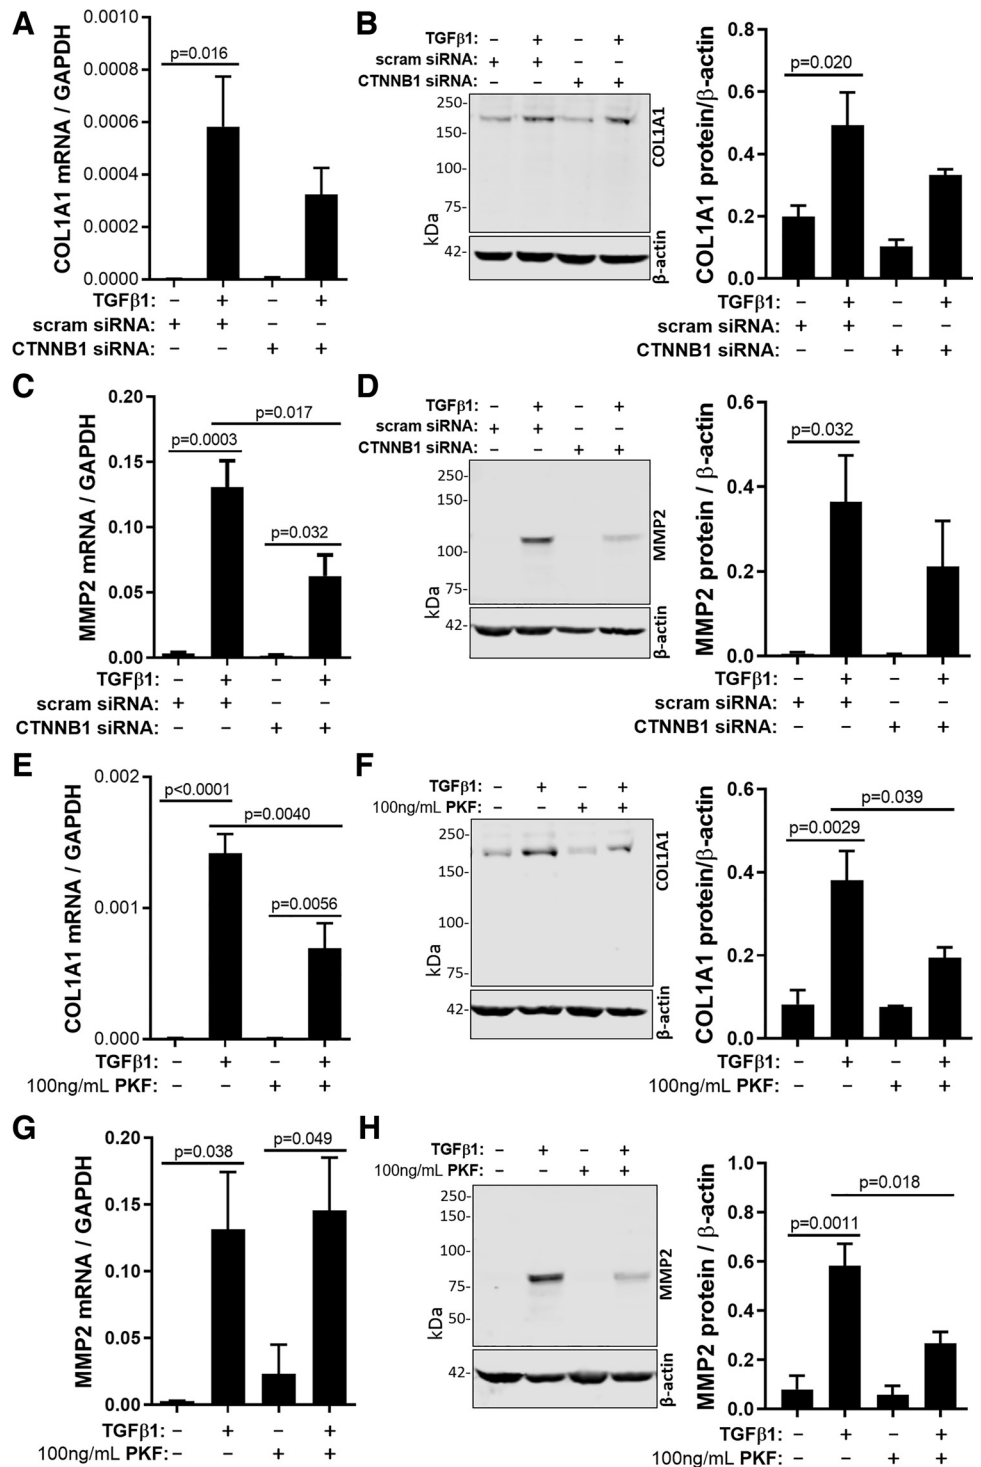 A
COL1A1 mRNA / GAPDH
0.0010
0.0008
0.0006
0.0004
0.0002
0.0000
p=0.016
TGFβ1: − + − +
scram siRNA: + + − −
CTNNB1 siRNA: − − + +
B
TGFβ1: − + − +
scram siRNA: + + − −
CTNNB1 siRNA: − − + +
kDa
250-
150-
100-
75-
42-
COL1A1
β-actin
COL1A1 protein/β-actin
0.8
0.6
0.4
0.2
0.0
p=0.020
TGFβ1: − + − +
scram siRNA: + + − −
CTNNB1 siRNA: − − + +
C
MMP2 mRNA / GAPDH
0.20
0.15
0.10
0.05
0.00
p=0.017
p=0.0003
p=0.032
TGFβ1: − + − +
scram siRNA: + + − −
CTNNB1 siRNA: − − + +
D
TGFβ1: − + − +
scram siRNA: + + − −
CTNNB1 siRNA: − − + +
kDa
250-
150-
100-
75-
42-
MMP2
β-actin
MMP2 protein / β-actin
0.6
0.4
0.2
0.0
p=0.032
TGFβ1: − + − +
scram siRNA: + + − −
CTNNB1 siRNA: − − + +
E
COL1A1 mRNA / GAPDH
0.002
0.001
0.000
p<0.0001
p=0.0040
p=0.0056
TGFβ1: − + − +
100ng/mL PKF: − − + +
F
TGFβ1: − + − +
100ng/mL PKF: − − + +
kDa
250-
150-
100-
75-
42-
COL1A1
β-actin
COL1A1 protein/β-actin
0.6
0.4
0.2
0.0
p=0.039
p=0.0029
TGFβ1: − + − +
100ng/mL PKF: − − + +
G
MMP2 mRNA / GAPDH
0.20
0.15
0.10
0.05
0.00
p=0.038
p=0.049
TGFβ1: − + − +
100ng/mL PKF: − − + +
H
TGFβ1: − + − +
100ng/mL PKF: − − + +
kDa
250-
150-
100-
75-
50-
42-
MMP2
β-actin
MMP2 protein / β-actin
1.0
0.8
0.6
0.4
0.2
0.0
p=0.018
p=0.0011
TGFβ1: − + − +
100ng/mL PKF: − − + +